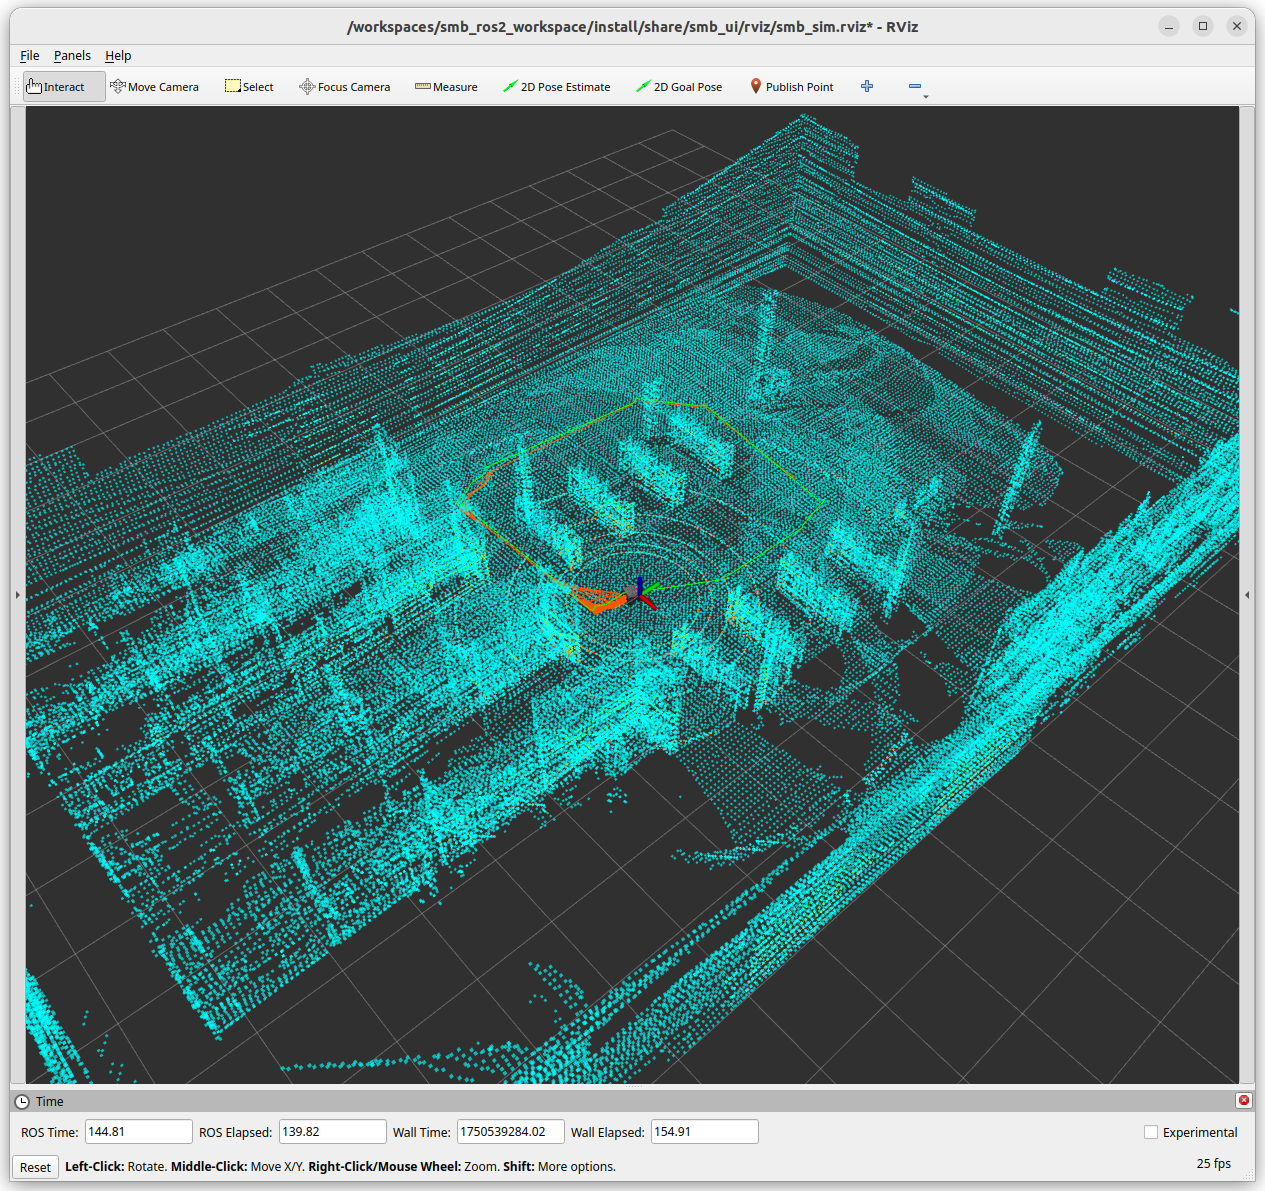 /workspaces/smb_ros2_workspace/install/share/smb_ui/rviz/smb_sim.rviz* - RViz
File Panels Help
Interact Move Camera Select Focus Camera Measure 2D Pose Estimate 2D Goal Pose Publish Point
Time
ROS Time: 144.81 ROS Elapsed: 139.82 Wall Time: 1750539284.02 Wall Elapsed: 154.91 Experimental
Reset Left-Click: Rotate. Middle-Click: Move X/Y. Right-Click/Mouse Wheel: Zoom. Shift: More options. 25 fps